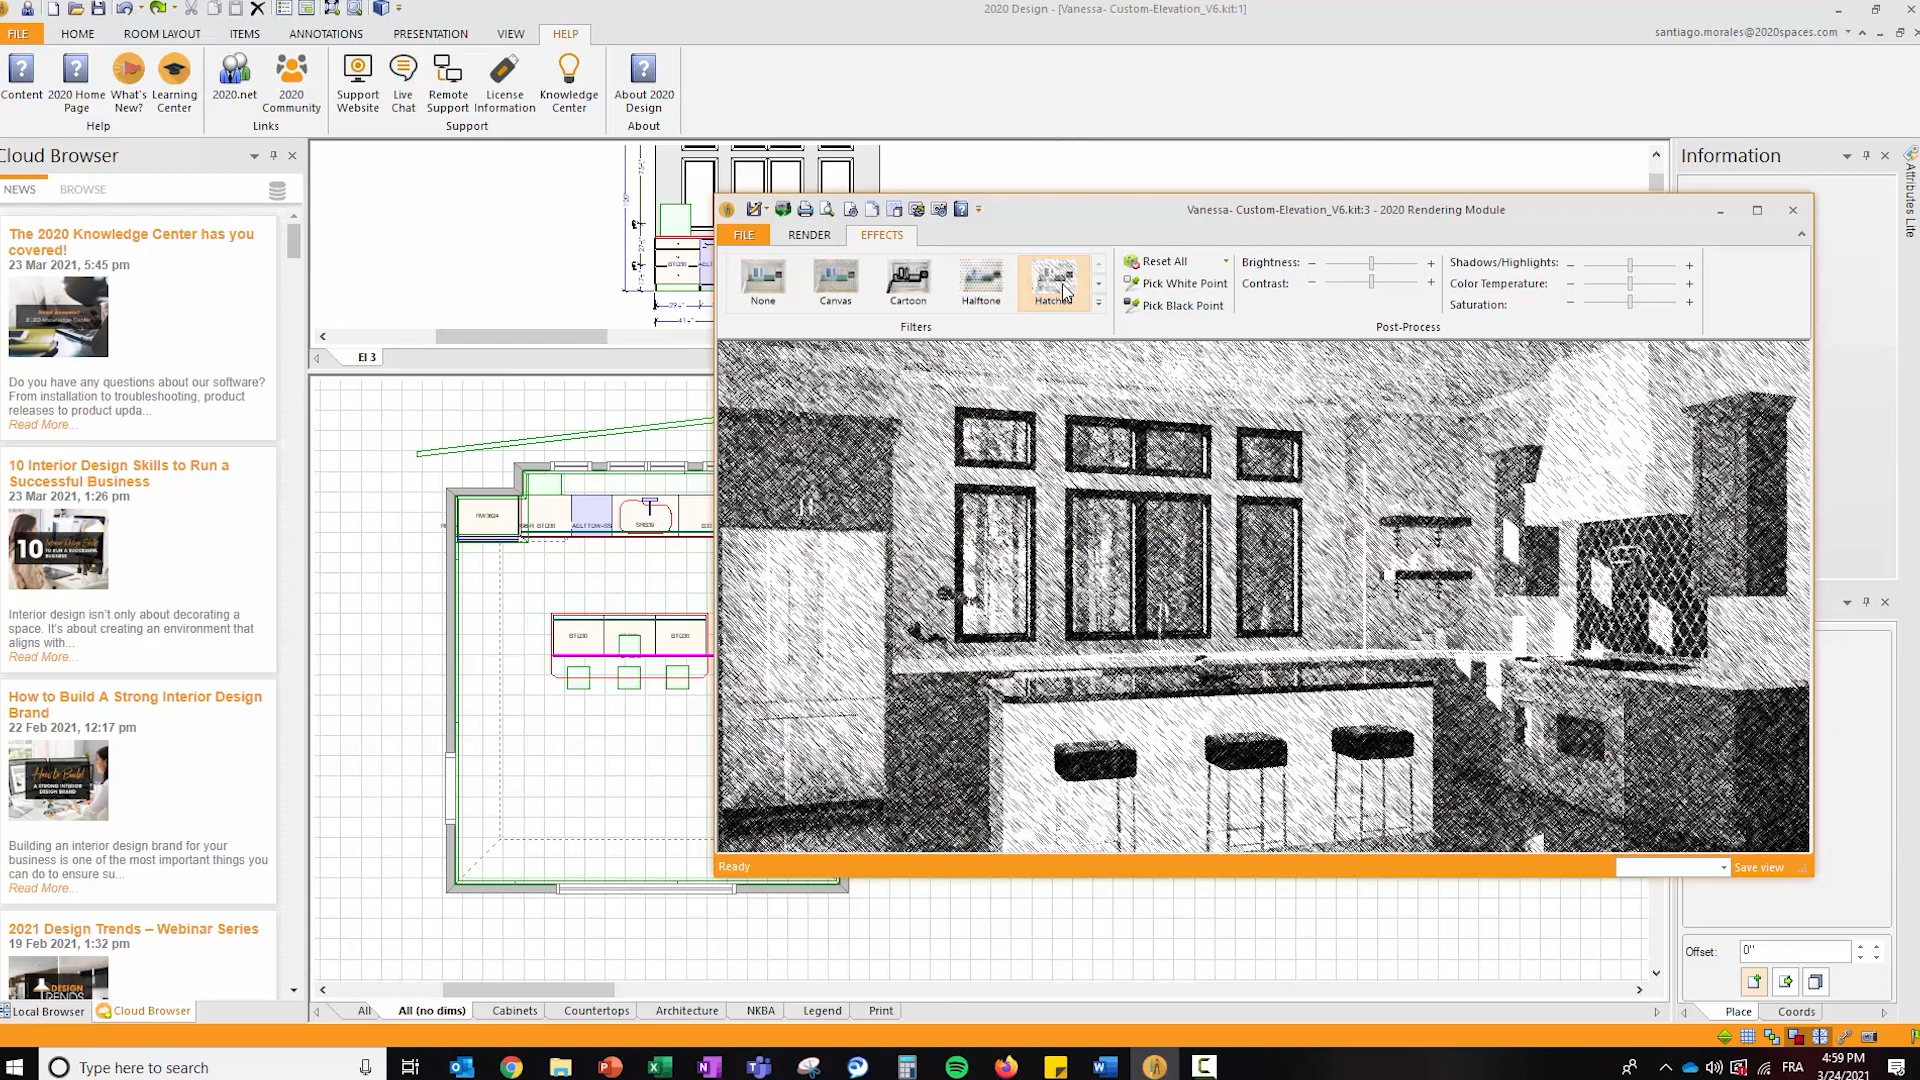 2020 Design - [Vanessa- Custom-Elevation_V6.kit:1]
FILE HOME ROOM LAYOUT ITEMS ANNOTATIONS PRESENTATION VIEW HELP
santiago.morales@2020spaces.com
Content
2020 Home Page
What's New?
Learning Center
2020.net
2020 Community
Support Website
Live Chat
Remote Support
License Information
Knowledge Center
About 2020 Design
Help Links Support About
Cloud Browser
NEWS BROWSE
The 2020 Knowledge Center has you
covered!
23 Mar 2021, 5:45 pm
Do you have any questions about our software?
From installation to troubleshooting, product
releases to product upda...
Read More...
10 Interior Design Skills to Run a
Successful Business
23 Mar 2021, 1:26 pm
10
Interior design isn't only about decorating a
space. It's about creating an environment that
aligns with...
Read More...
How to Build A Strong Interior Design
Brand
22 Feb 2021, 12:17 pm
Building an interior design brand for your
business is one of the most important things you
can do to ensure su...
Read More...
2021 Design Trends – Webinar Series
19 Feb 2021, 1:32 pm
DESIGN
TRENDS
Local Browser Cloud Browser
El 3
BTD30
RW3624
BTD30
SRB39
BTD30 BTD30
Vanessa- Custom-Elevation_V6.kit:3 - 2020 Rendering Module
FILE RENDER EFFECTS
None Canvas Cartoon Halftone
Filters
Reset All
Pick White Point
Pick Black Point
Brightness:
Contrast:
Shadows/Highlights:
Color Temperature:
Saturation:
Post-Process
Ready
Save view
Information
Attributes Lite
Offset: 0"
Place Coords
All All (no dims) Cabinets Countertops Architecture NKBA Legend Print
Type here to search
FRA
4:59 PM
3/24/2021